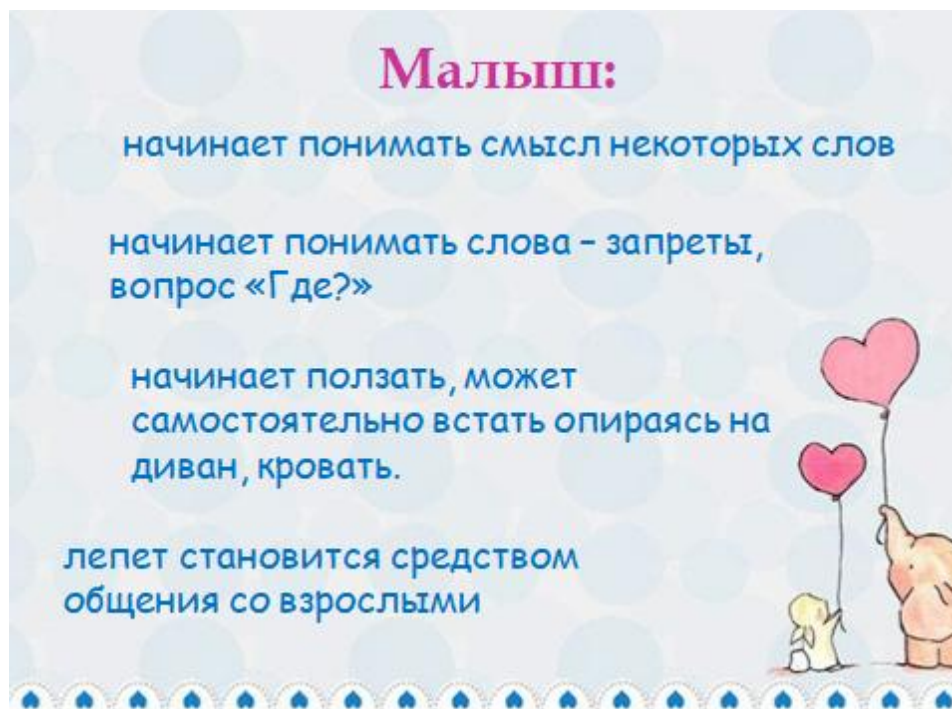 Малыш:
начинает понимать смысл некоторых слов
начинает понимать слова – запреты,
вопрос «Где?»
начинает ползать, может
самостоятельно встать опираясь на
диван, кровать.
лепет становится средством
общения со взрослыми